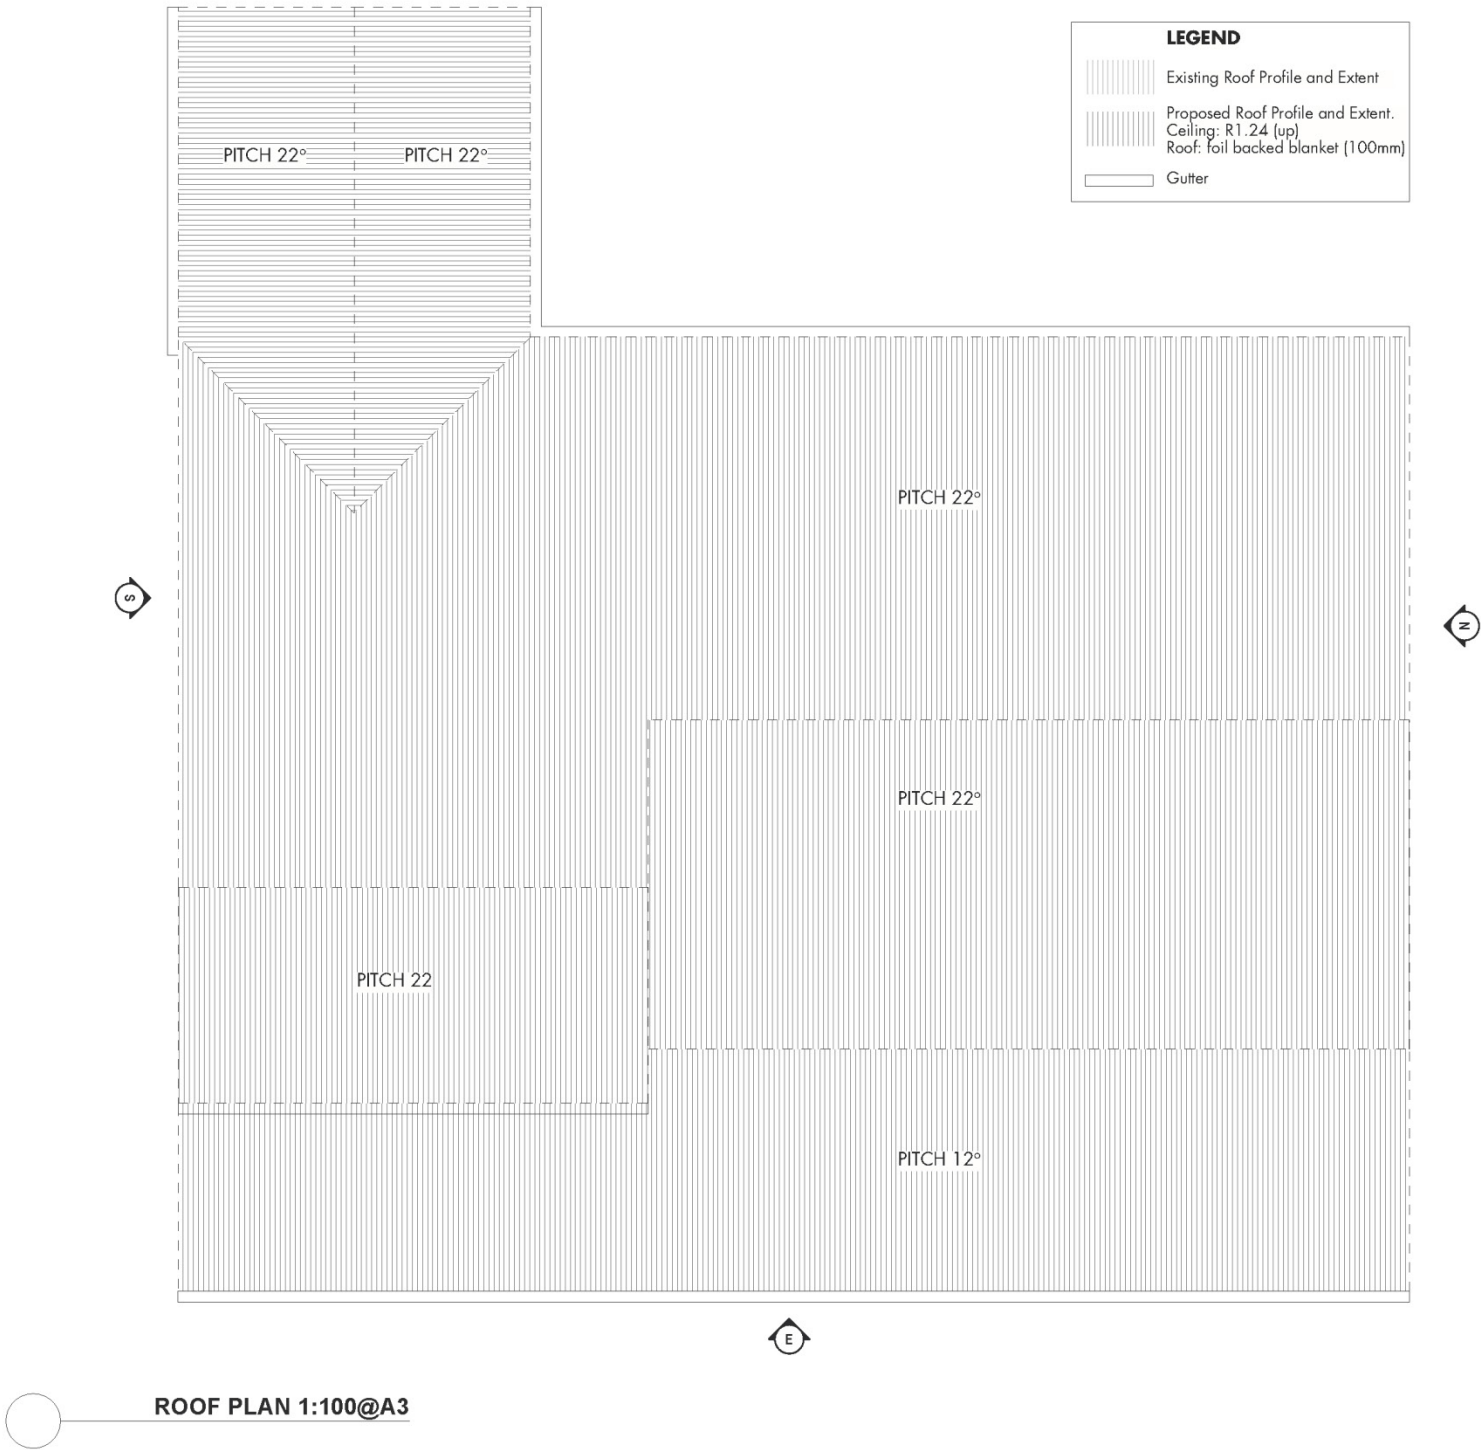 LEGEND
Existing Roof Profile and Extent
Proposed Roof Profile and Extent.
Ceiling: R1.24 (up)
Roof: foil backed blanket (100mm)
Gutter
PITCH 22°
PITCH 22°
PITCH 22°
S
N
PITCH 22°
PITCH 22
PITCH 12°
E
ROOF PLAN 1:100@A3